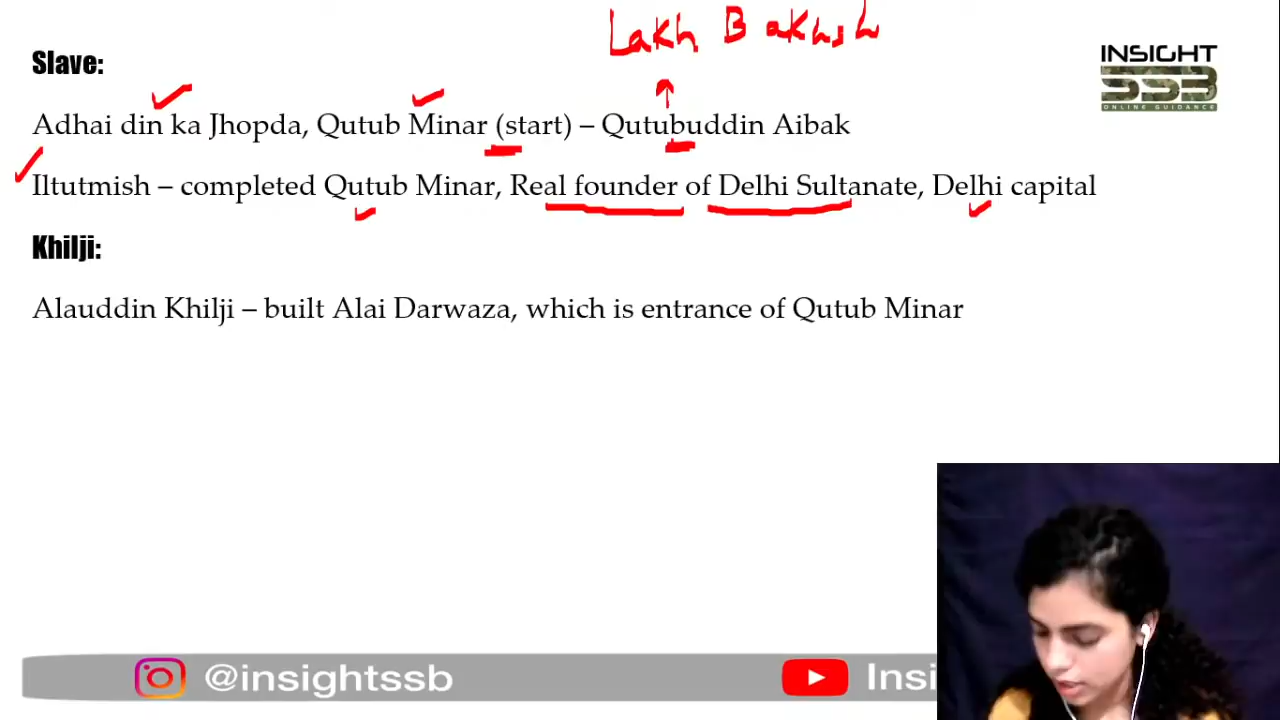 Lakh Bakhsh
Slave:
INSIGHT
SSB
ONLINE GUIDANCE
Adhai din ka Jhopda, Qutub Minar (start) – Qutubuddin Aibak
Iltutmish – completed Qutub Minar, Real founder of Delhi Sultanate, Delhi capital
Khilji:
Alauddin Khilji – built Alai Darwaza, which is entrance of Qutub Minar
@insightssb
Insi